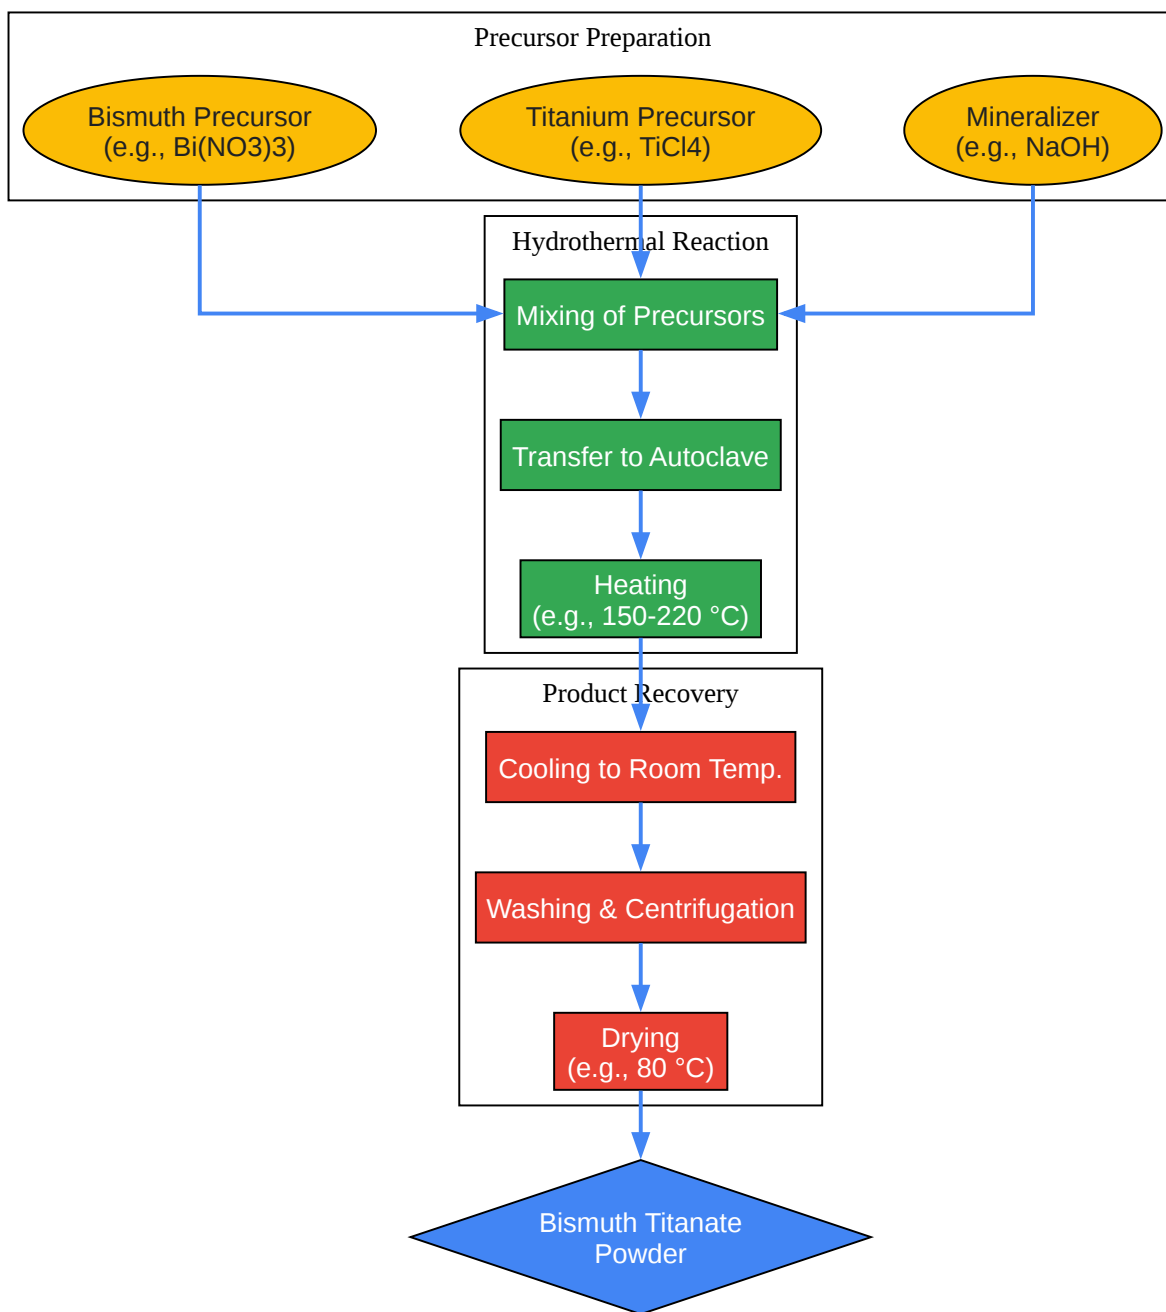 Precursor Preparation
Bismuth Precursor
(e.g., Bi(NO3)3)
Titanium Precursor
(e.g., TiCl4)
Mineralizer
(e.g., NaOH)
Hydrothermal Reaction
Mixing of Precursors
Transfer to Autoclave
Heating
(e.g., 150-220 °C)
Product Recovery
Cooling to Room Temp.
Washing & Centrifugation
Drying
(e.g., 80 °C)
Bismuth Titanate
Powder